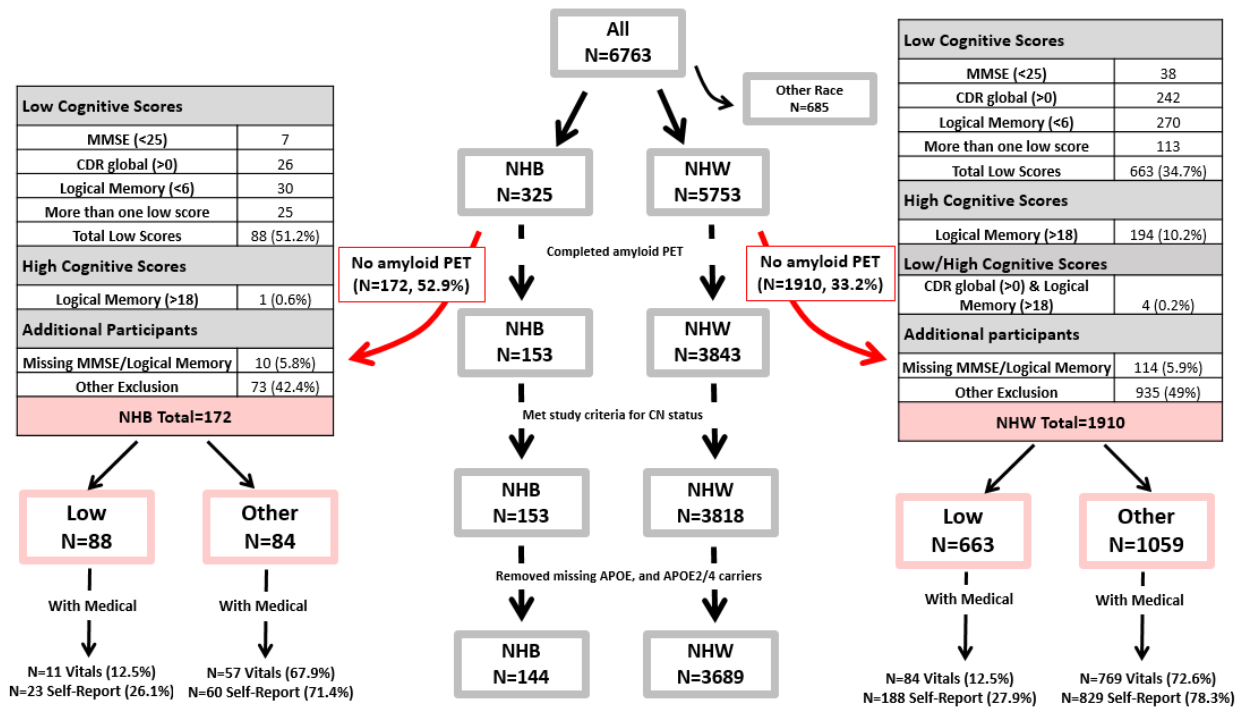 All
N=6763
Other Race
N=685
NHB
N=325
NHW
N=5753
Completed amyloid PET
No amyloid PET
(N=172, 52.9%)
No amyloid PET
(N=1910, 33.2%)
NHB
N=153
NHW
N=3843
Met study criteria for CN status
NHB
N=153
NHW
N=3818
Removed missing APOE, and APOE2/4 carriers
NHB
N=144
NHW
N=3689
Low Cognitive Scores
MMSE (<25) 7
CDR global (>0) 26
Logical Memory (<6) 30
More than one low score 25
Total Low Scores 88 (51.2%)
High Cognitive Scores
Logical Memory (>18) 1 (0.6%)
Additional Participants
Missing MMSE/Logical Memory 10 (5.8%)
Other Exclusion 73 (42.4%)
NHB Total=172
Low
N=88
Other
N=84
With Medical
With Medical
N=11 Vitals (12.5%)
N=23 Self-Report (26.1%)
N=57 Vitals (67.9%)
N=60 Self-Report (71.4%)
Low Cognitive Scores
MMSE (<25) 38
CDR global (>0) 242
Logical Memory (<6) 270
More than one low score 113
Total Low Scores 663 (34.7%)
High Cognitive Scores
Logical Memory (>18) 194 (10.2%)
Low/High Cognitive Scores
CDR global (>0) & Logical
Memory (>18) 4 (0.2%)
Additional participants
Missing MMSE/Logical Memory 114 (5.9%)
Other Exclusion 935 (49%)
NHW Total=1910
Low
N=663
Other
N=1059
With Medical
With Medical
N=84 Vitals (12.5%)
N=188 Self-Report (27.9%)
N=769 Vitals (72.6%)
N=829 Self-Report (78.3%)